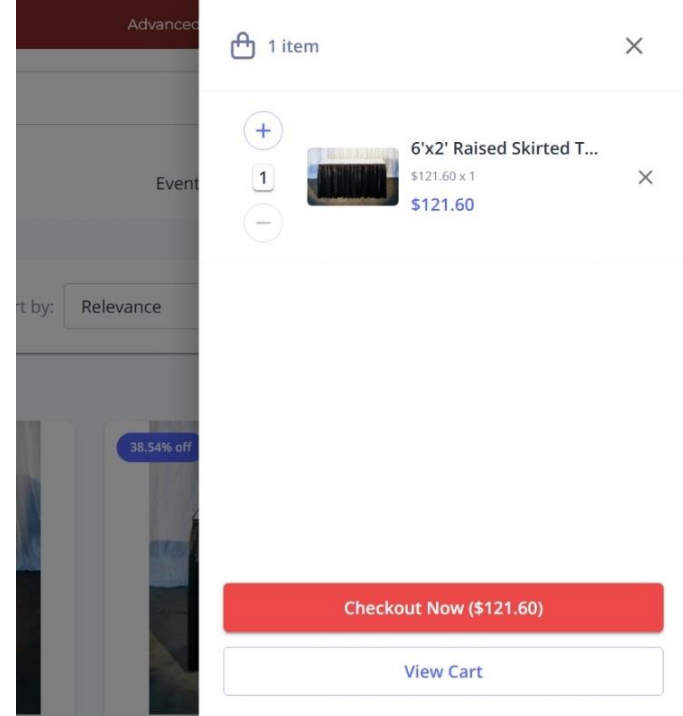 Advanced
1 item
+
1
6'x2' Raised Skirted T...
$121.60 x 1
$121.60
Event
rt by:
Relevance
38.54% off
Checkout Now ($121.60)
View Cart